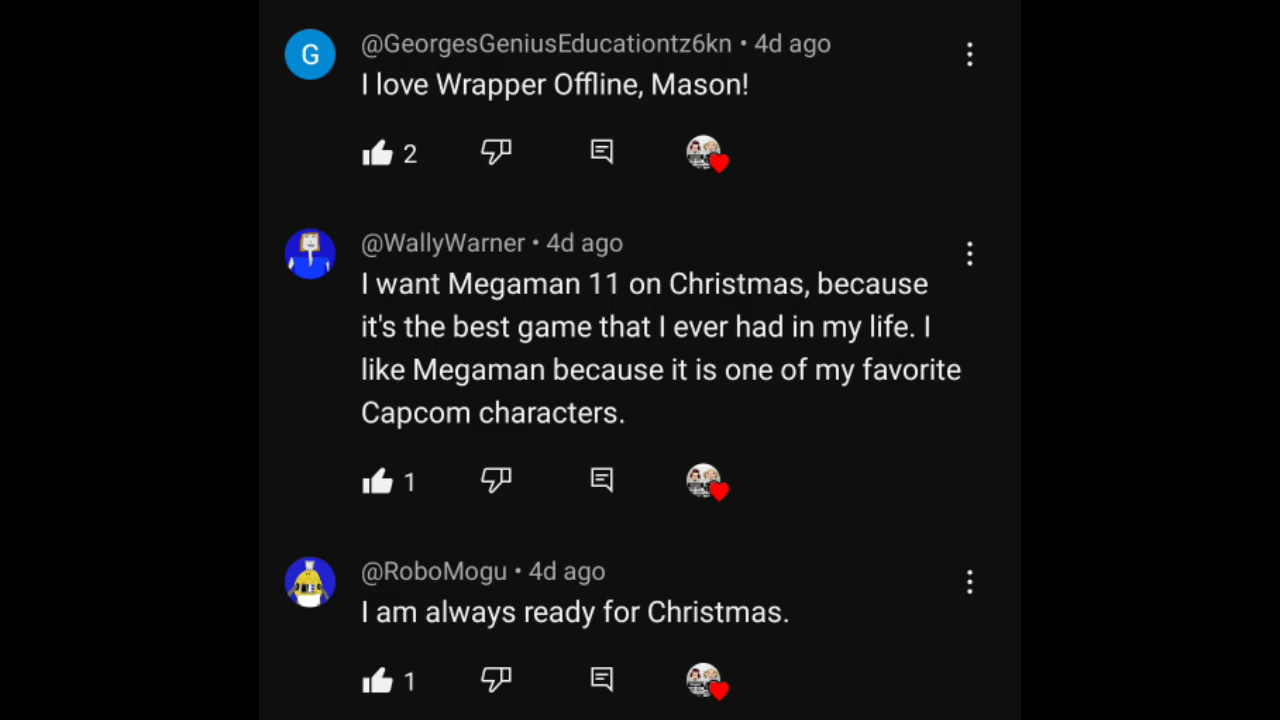 G
@GeorgesGeniusEducationtz6kn • 4d ago
I love Wrapper Offline, Mason!
2
@WallyWarner • 4d ago
I want Megaman 11 on Christmas, because
it's the best game that I ever had in my life. I
like Megaman because it is one of my favorite
Capcom characters.
1
@RoboMogu • 4d ago
I am always ready for Christmas.
1